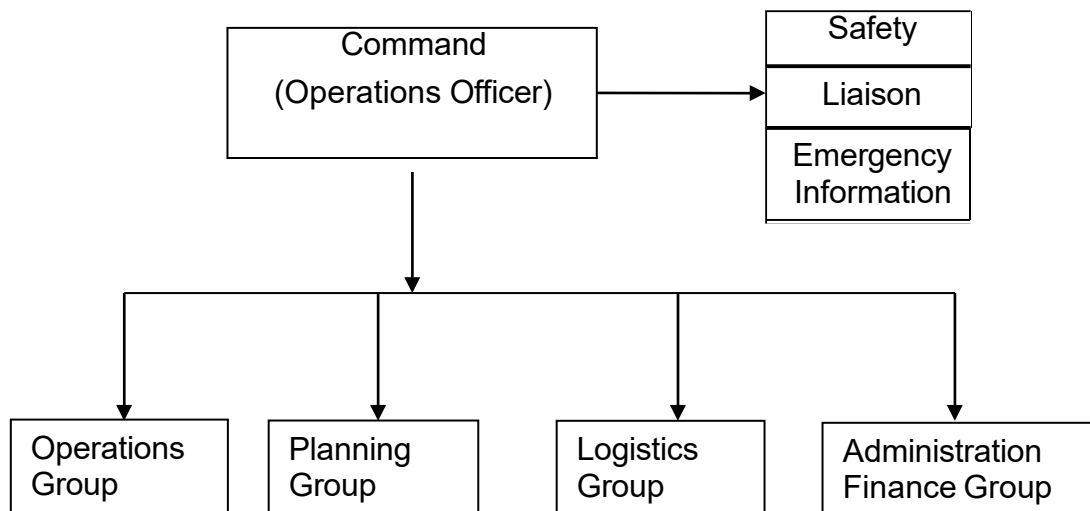 Command
(Operations Officer)
Safety
Liaison
Emergency
Information
Operations
Group
Planning
Group
Logistics
Group
Administration
Finance Group